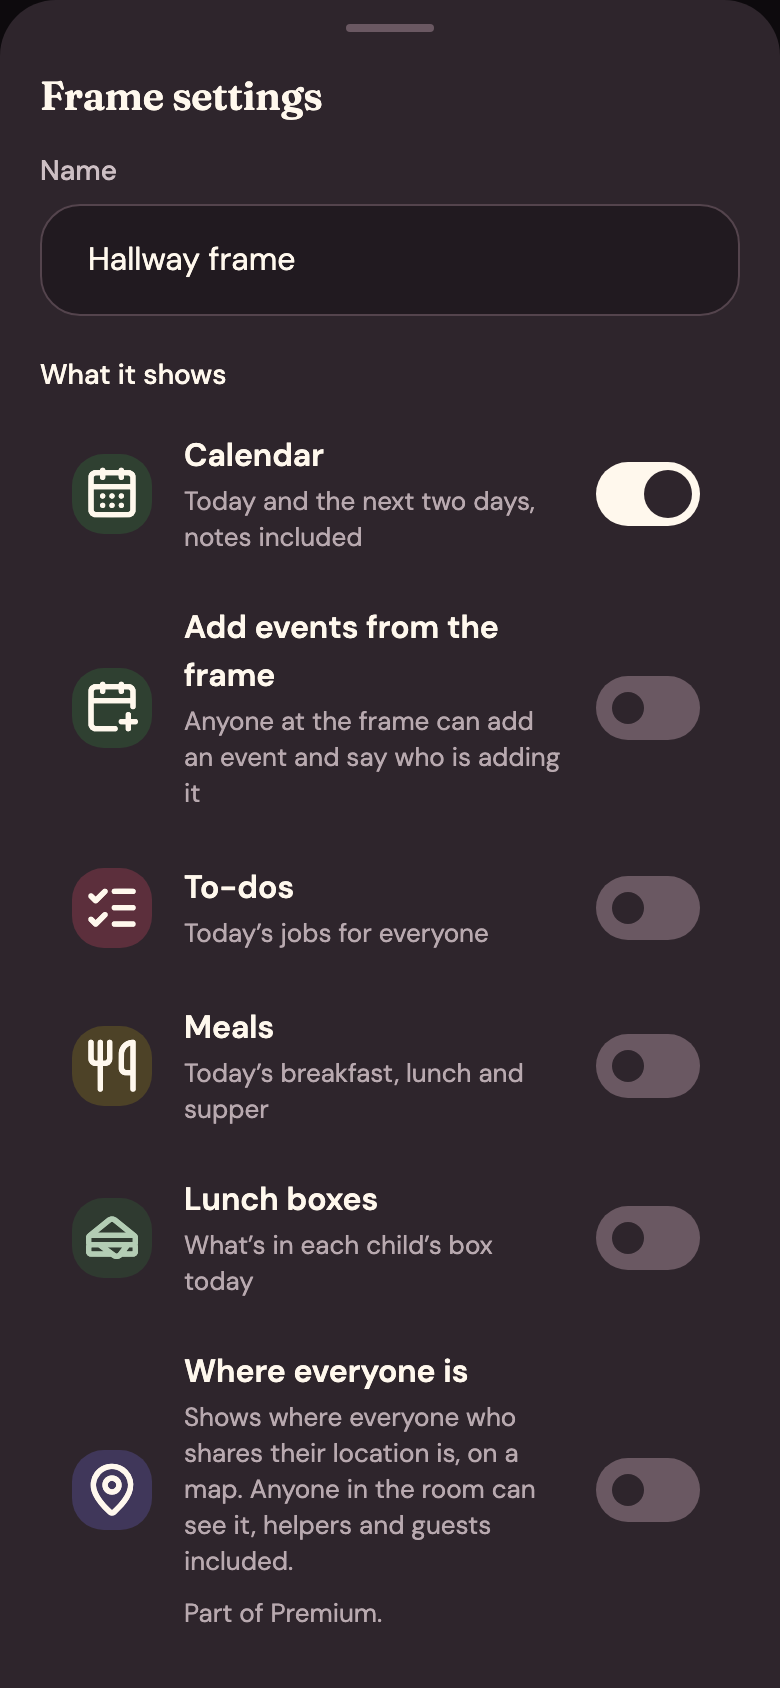 Frame settings
Name
Hallway frame
What it shows
Calendar
Today and the next two days,
notes included
Add events from the
frame
Anyone at the frame can add
an event and say who is adding
it
To-dos
Today’s jobs for everyone
Meals
Today’s breakfast, lunch and
supper
Lunch boxes
What’s in each child’s box
today
Where everyone is
Shows where everyone who
shares their location is, on a
map. Anyone in the room can
see it, helpers and guests
included.
Part of Premium.